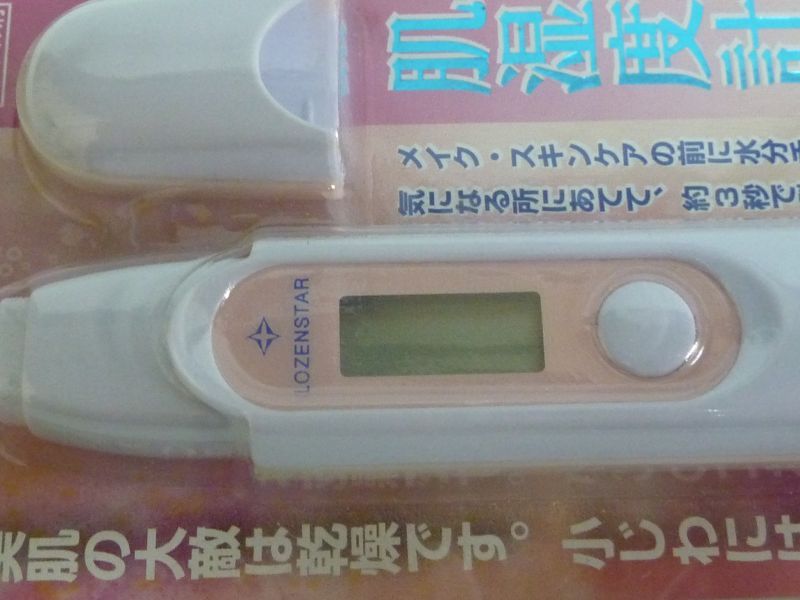 肌湿度計
メイク・スキンケアの前に水分
気になる所にあてて、約3秒で
LOZENSTAR
美肌の大敵は乾燥です。小じわには